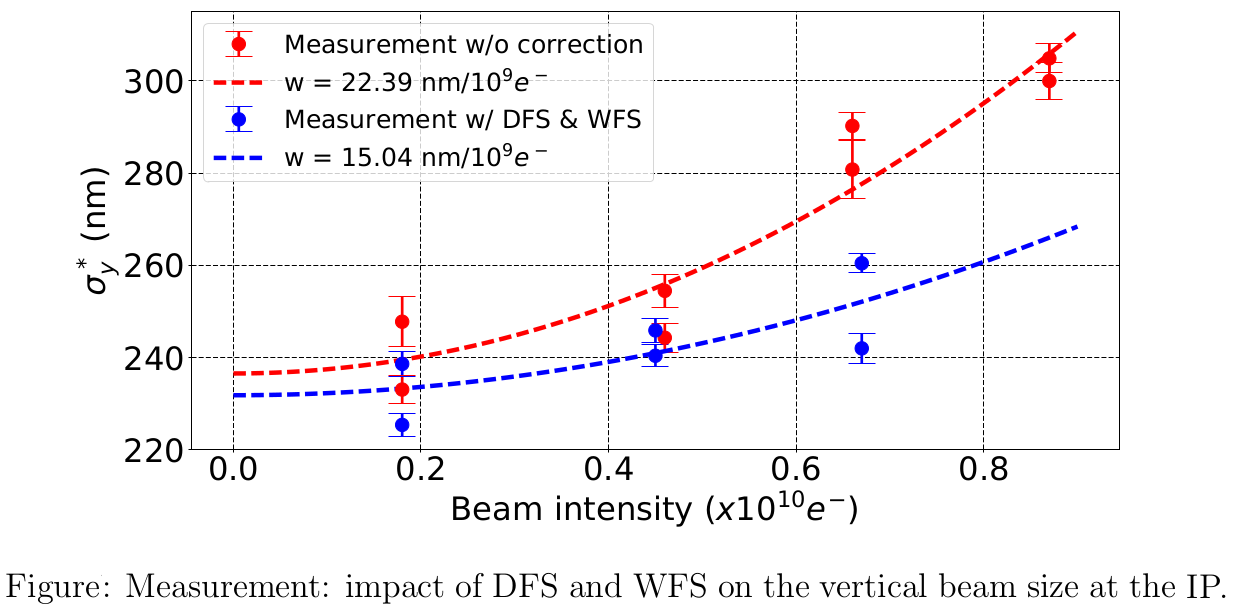 Measurement w/o correction
w = 22.39 nm/10⁹e⁻
Measurement w/ DFS & WFS
w = 15.04 nm/10⁹e⁻
300
280
260
240
220
σ*y (nm)
0.0 0.2 0.4 0.6 0.8
Beam intensity (x10¹⁰e⁻)
Figure: Measurement: impact of DFS and WFS on the vertical beam size at the IP.